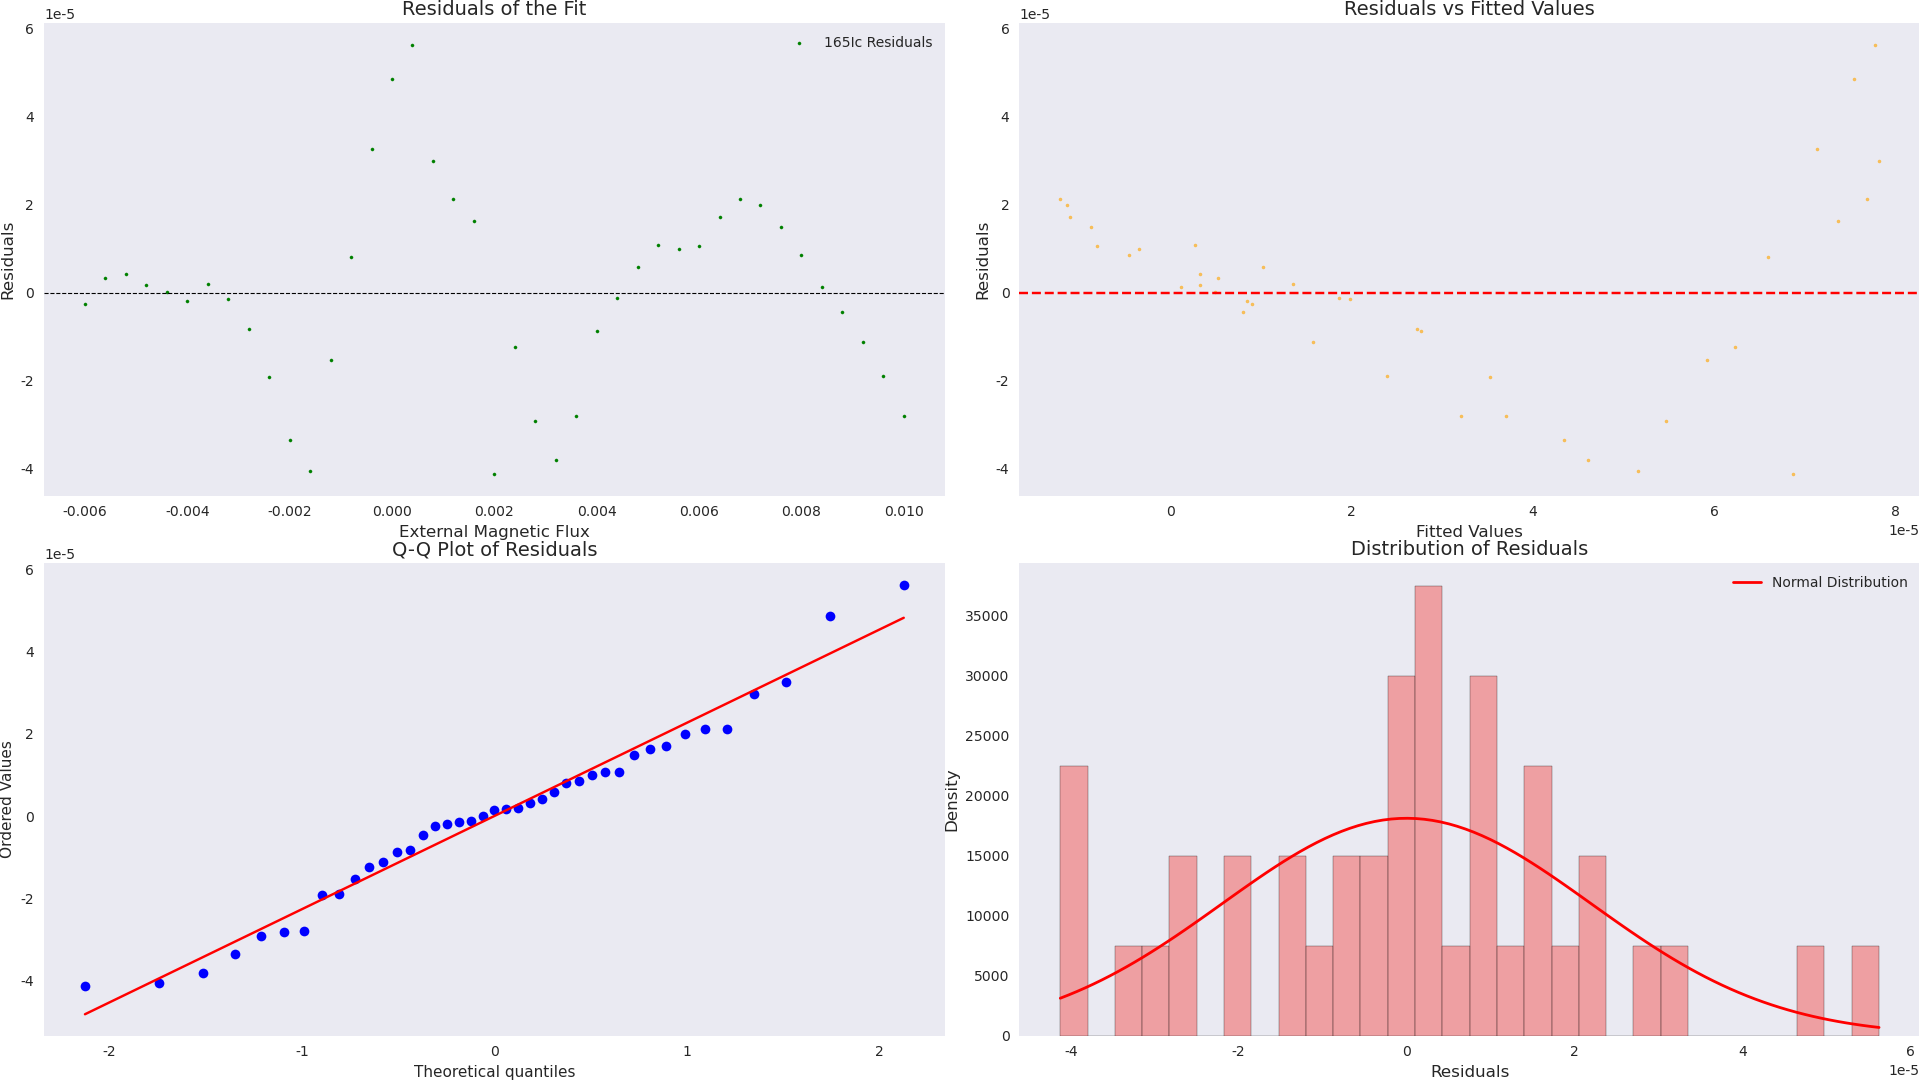 Residuals of the Fit
1e-5
165Ic Residuals
6
4
2
0
-2
-4
Residuals
-0.006 -0.004 -0.002 0.000 0.002 0.004 0.006 0.008 0.010
External Magnetic Flux
Residuals vs Fitted Values
1e-5
6
4
2
0
-2
-4
Residuals
0 2 4 6 8
1e-5
Fitted Values
Q-Q Plot of Residuals
1e-5
6
4
2
0
-2
-4
Ordered Values
-2 -1 0 1 2
Theoretical quantiles
Distribution of Residuals
Normal Distribution
35000
30000
25000
20000
15000
10000
5000
0
Density
-4 -2 0 2 4 6
1e-5
Residuals